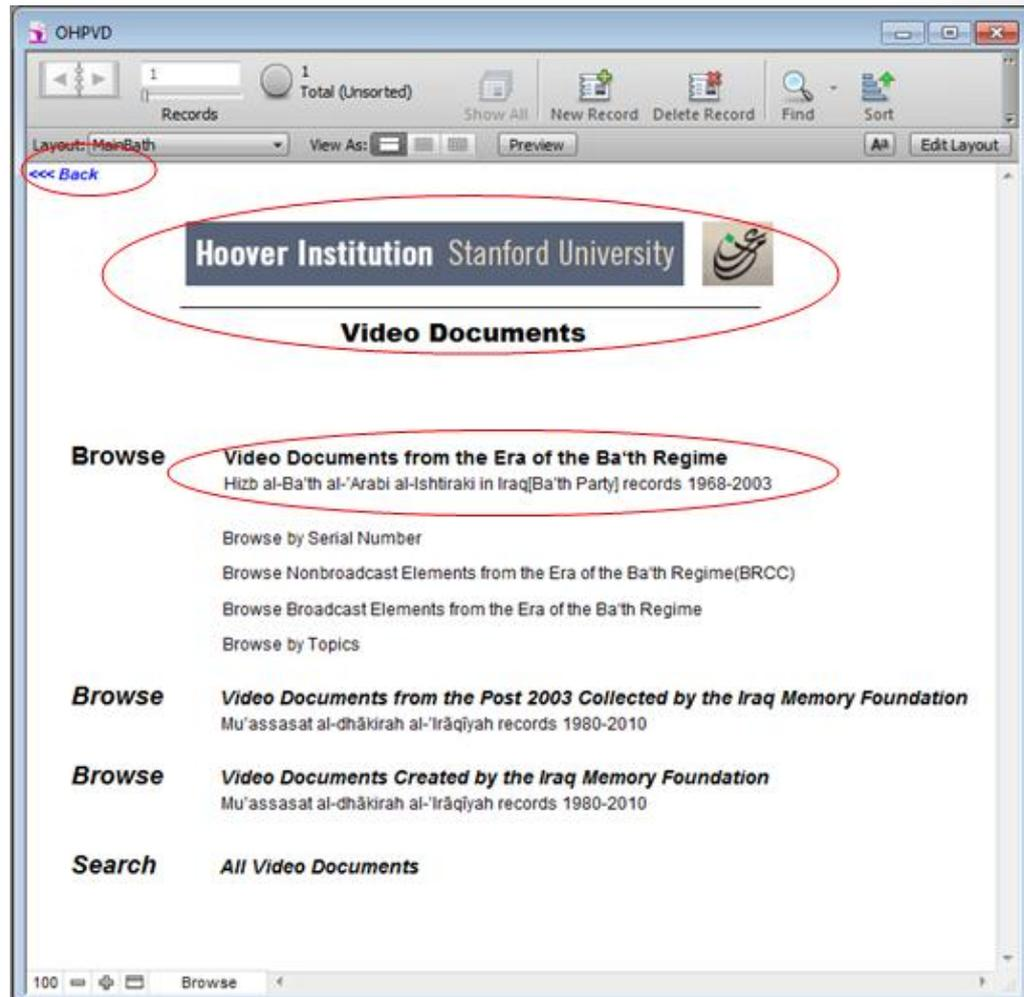 OHPVD
1
1
Total (Unsorted)
Records
Show All
New Record
Delete Record
Find
Sort
Layout: MainBath
View As:
Preview
Aa
Edit Layout
<<< Back
Hoover Institution Stanford University
Video Documents
Browse Video Documents from the Era of the Ba'th Regime
Hizb al-Ba'th al-'Arabi al-Ishtiraki in Iraq[Ba'th Party] records 1968-2003
Browse by Serial Number
Browse Nonbroadcast Elements from the Era of the Ba'th Regime(BRCC)
Browse Broadcast Elements from the Era of the Ba'th Regime
Browse by Topics
Browse Video Documents from the Post 2003 Collected by the Iraq Memory Foundation
Mu'assasat al-dhākirah al-'Irāqīyah records 1980-2010
Browse Video Documents Created by the Iraq Memory Foundation
Mu'assasat al-dhākirah al-'Irāqīyah records 1980-2010
Search All Video Documents
100
Browse